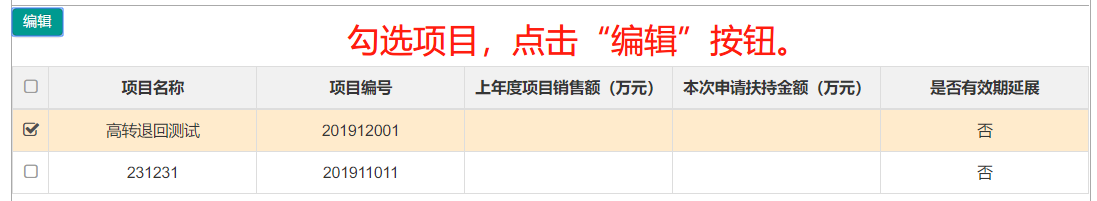 编辑
勾选项目，点击“编辑”按钮。
项目名称 项目编号 上年度项目销售额（万元） 本次申请扶持金额（万元） 是否有效期延展
高转退回测试 201912001 否
231231 201911011 否